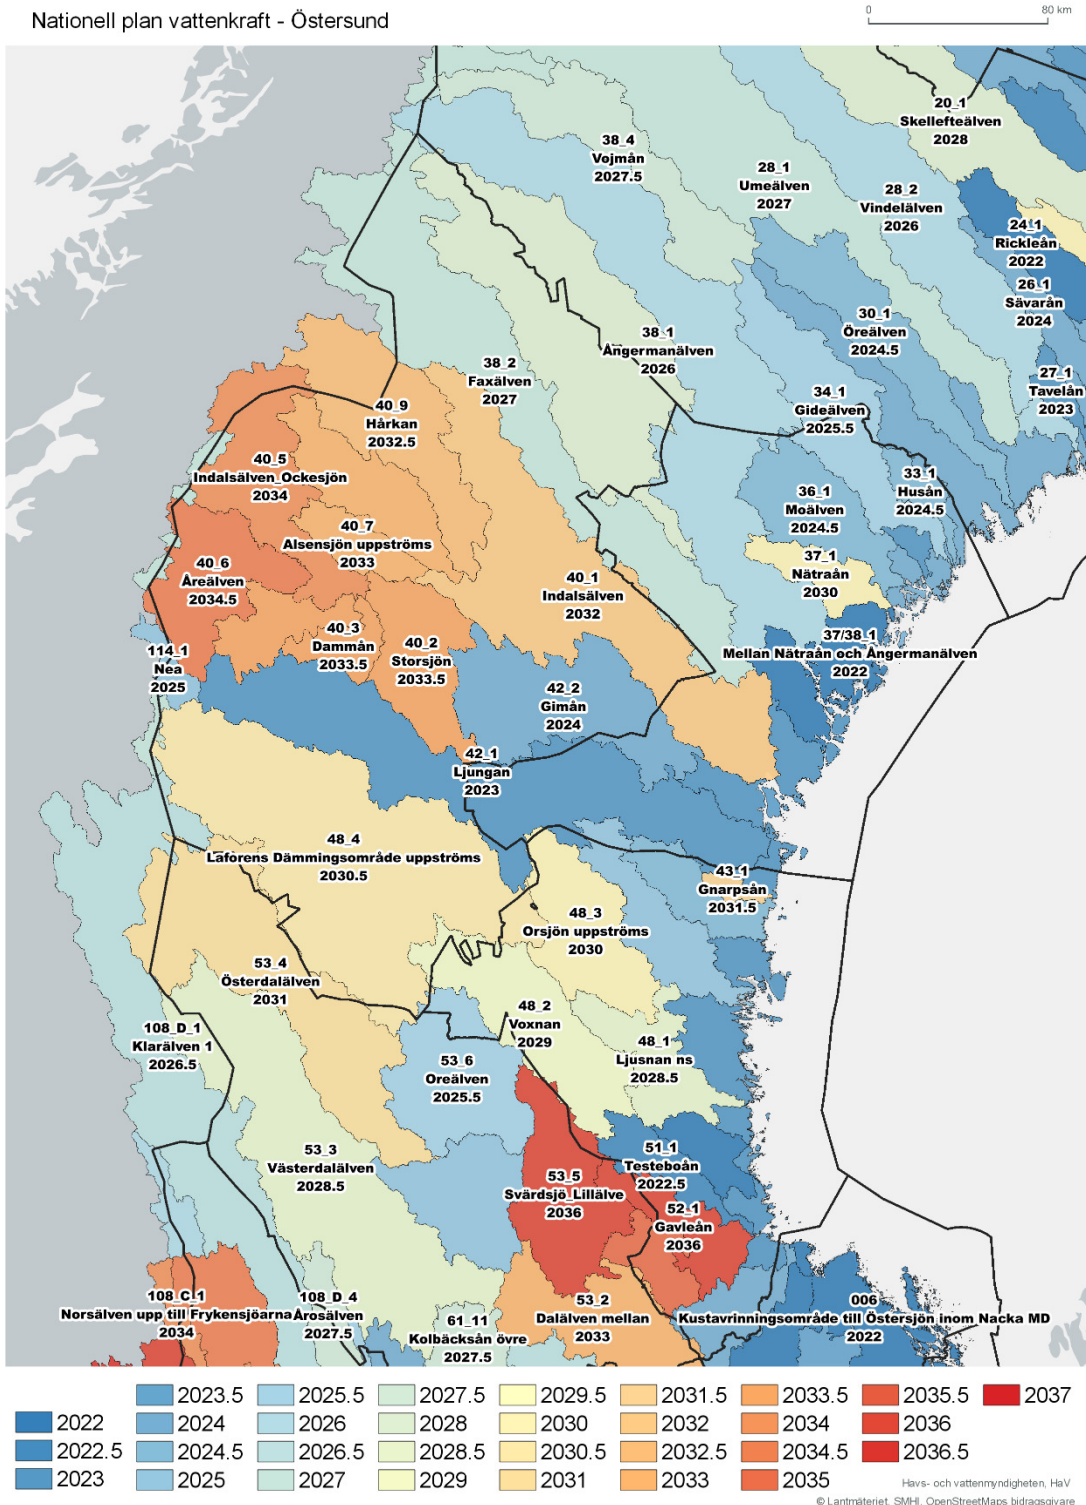 Nationell plan vattenkraft - Östersund
0 80 km
20_1
Skellefteälven
2028
38_4
Vojmån
2027.5
28_1
Umeälven
2027
28_2
Vindelälven
2026
24_1
Rickleån
2022
26_1
Sävarån
2024
30_1
Öreälven
2024.5
38_1
Ångermanälven
2026
38_2
Faxälven
2027
27_1
Tavelån
2023
34_1
Gideälven
2025.5
40_9
Hårkan
2032.5
40_5
Indalsälven_Ockesjön
2034
33_1
Husån
2024.5
36_1
Moälven
2024.5
40_7
Alsensjön uppströms
2033
37_1
Nätraån
2030
40_6
Åreälven
2034.5
40_1
Indalsälven
2032
40_3
Dammån
2033.5
40_2
Storsjön
2033.5
37/38_1
Mellan Nätraån och Ångermanälven
2022
114_1
Nea
2025
42_2
Gimån
2024
42_1
Ljungan
2023
48_4
Laforens Dämmingsområde uppströms
2030.5
43_1
Gnarpsån
2031.5
48_3
Orsjön uppströms
2030
53_4
Österdalälven
2031
48_2
Voxnan
2029
108_D_1
Klarälven 1
2026.5
48_1
Ljusnan ns
2028.5
53_6
Oreälven
2025.5
53_3
Västerdalälven
2028.5
51_1
Testeboån
2022.5
53_5
Svärdsjö_Lillälve
2036
52_1
Gavleån
2036
108_C_1
Norsälven upp till Frykensjöarna
2034
108_D_4
Årosälven
2027.5
61_11
Kolbäcksån övre
2027.5
53_2
Dalälven mellan
2033
006
Kustavrinningsområde till Östersjön inom Nacka MD
2022
2023.5 2025.5 2027.5 2029.5 2031.5 2033.5 2035.5 2037
2022 2024 2026 2028 2030 2032 2034 2036
2022.5 2024.5 2026.5 2028.5 2030.5 2032.5 2034.5 2036.5
2023 2025 2027 2029 2031 2033 2035
Havs- och vattenmyndigheten, HaV
© Lantmäteriet, SMHI, OpenStreetMaps bidragsgivare